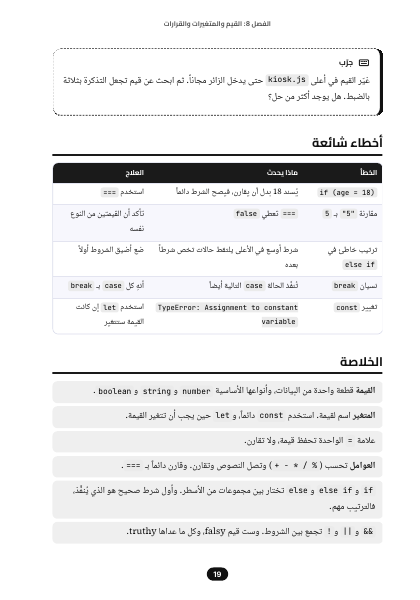 الفصل 8: القيم والمتغيرات والقرارات
جرّب
غيّر القيم في أعلى kiosk.js حتى يدخل الزائر مجاناً، ثم ابحث عن قيم تجعل التذكرة بثلاثة
بالضبط. هل يوجد أكثر من حل؟
أخطاء شائعة
الخطأ ماذا يحدث العلاج
if (age = 18) يُسند 18 بدل أن يقارن، فيصبح الشرط دائماً استخدم ===
مقارنة "5" بـ 5 === تعطي false تأكد أن القيمتين من النوع
نفسه
ترتيب خاطئ في شرط أوسع في الأعلى يلتقط حالات تخص شرطاً ضع أضيق الشروط أولاً
else if بعده
نسيان break تُنفَّذ الحالة case التالية أيضاً أنهِ كل case بـ break
تغيير const TypeError: Assignment to constant استخدم let إن كانت
variable القيمة ستتغير
الخلاصة
القيمة قطعة واحدة من البيانات، وأنواعها الأساسية number و string و boolean.
المتغير اسم لقيمة. استخدم const دائماً، و let حين يجب أن تتغير القيمة.
علامة = الواحدة تحفظ قيمة، ولا تقارن.
العوامل تحسب (+ - * / %) وتصل النصوص وتقارن. وقارن دائماً بـ ===.
if و else if و else تختار بين مجموعات من الأسطر. وأول شرط صحيح هو الذي يُنفَّذ،
فالترتيب مهم.
&& و || و ! تجمع بين الشروط. وست قيم falsy، وكل ما عداها truthy.
19